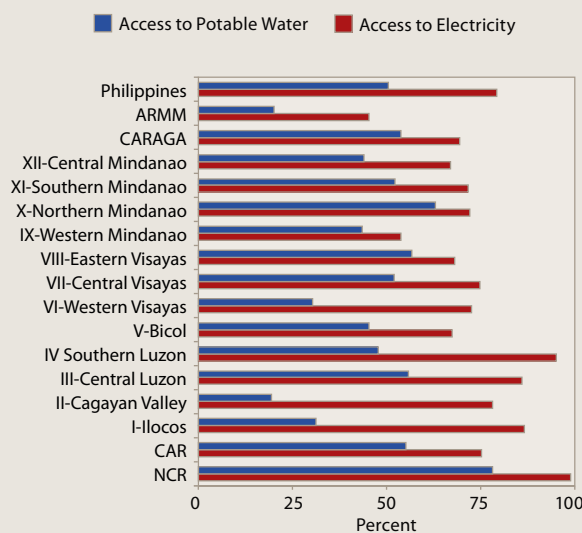 Access to Potable Water Access to Electricity
Philippines
ARMM
CARAGA
XII-Central Mindanao
XI-Southern Mindanao
X-Northern Mindanao
IX-Western Mindanao
VIII-Eastern Visayas
VII-Central Visayas
VI-Western Visayas
V-Bicol
IV Southern Luzon
III-Central Luzon
II-Cagayan Valley
I-Ilocos
CAR
NCR
0 25 50 75 100
Percent